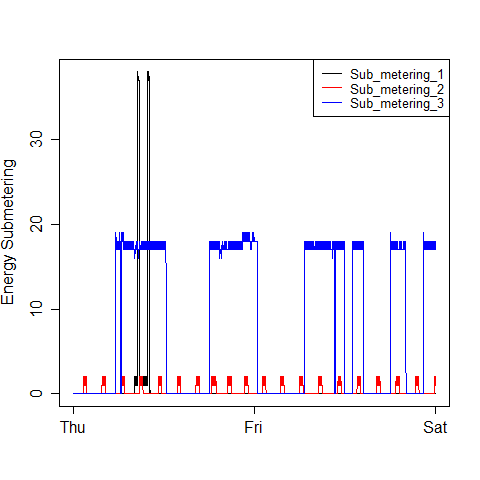 Sub_metering_1
Sub_metering_2
Sub_metering_3
Energy Submetering
30
20
10
0
Thu Fri Sat